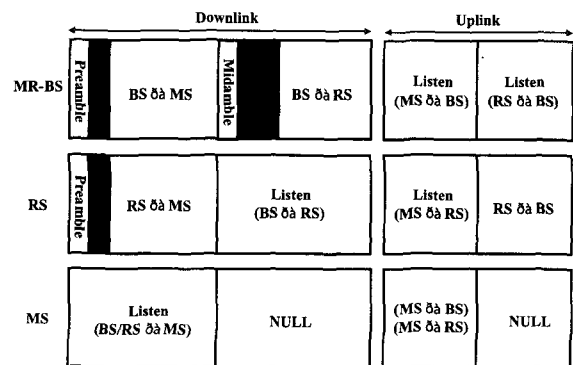 Downlink
Uplink
MR-BS
Preamble
BS ðà MS
Midamble
BS ðà RS
Listen
(MS ðà BS)
Listen
(RS ðà BS)
RS
Preamble
RS ðà MS
Listen
(BS ðà RS)
Listen
(MS ðà RS)
RS ðà BS
MS
Listen
(BS/RS ðà MS)
NULL
(MS ðà BS)
(MS ðà RS)
NULL